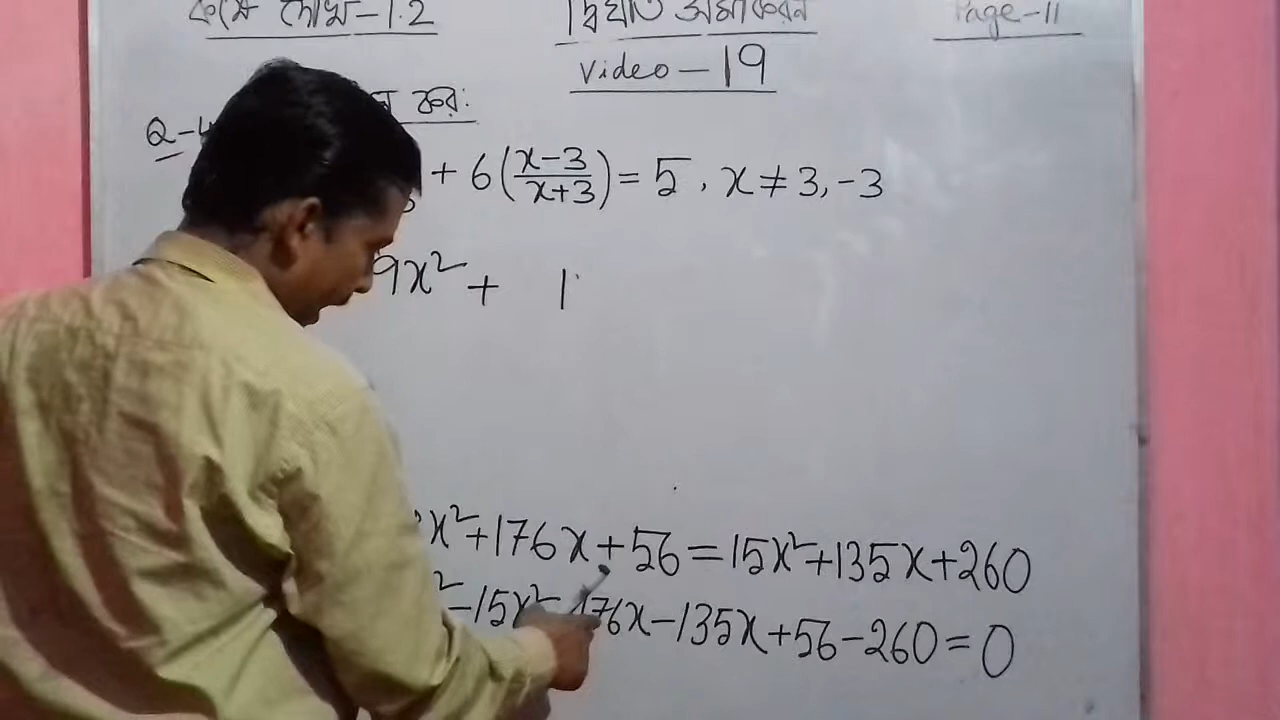 কষে দেখি-1.2
দ্বিঘাত সমীকরণ
Page-11
Video-19
Q-4 কর:
+ 6(x-3/x+3) = 5, x ≠ 3, -3
9x² + 1
x²+176x+56=15x²+135x+260
²-15x² 176x-135x+56-260=0